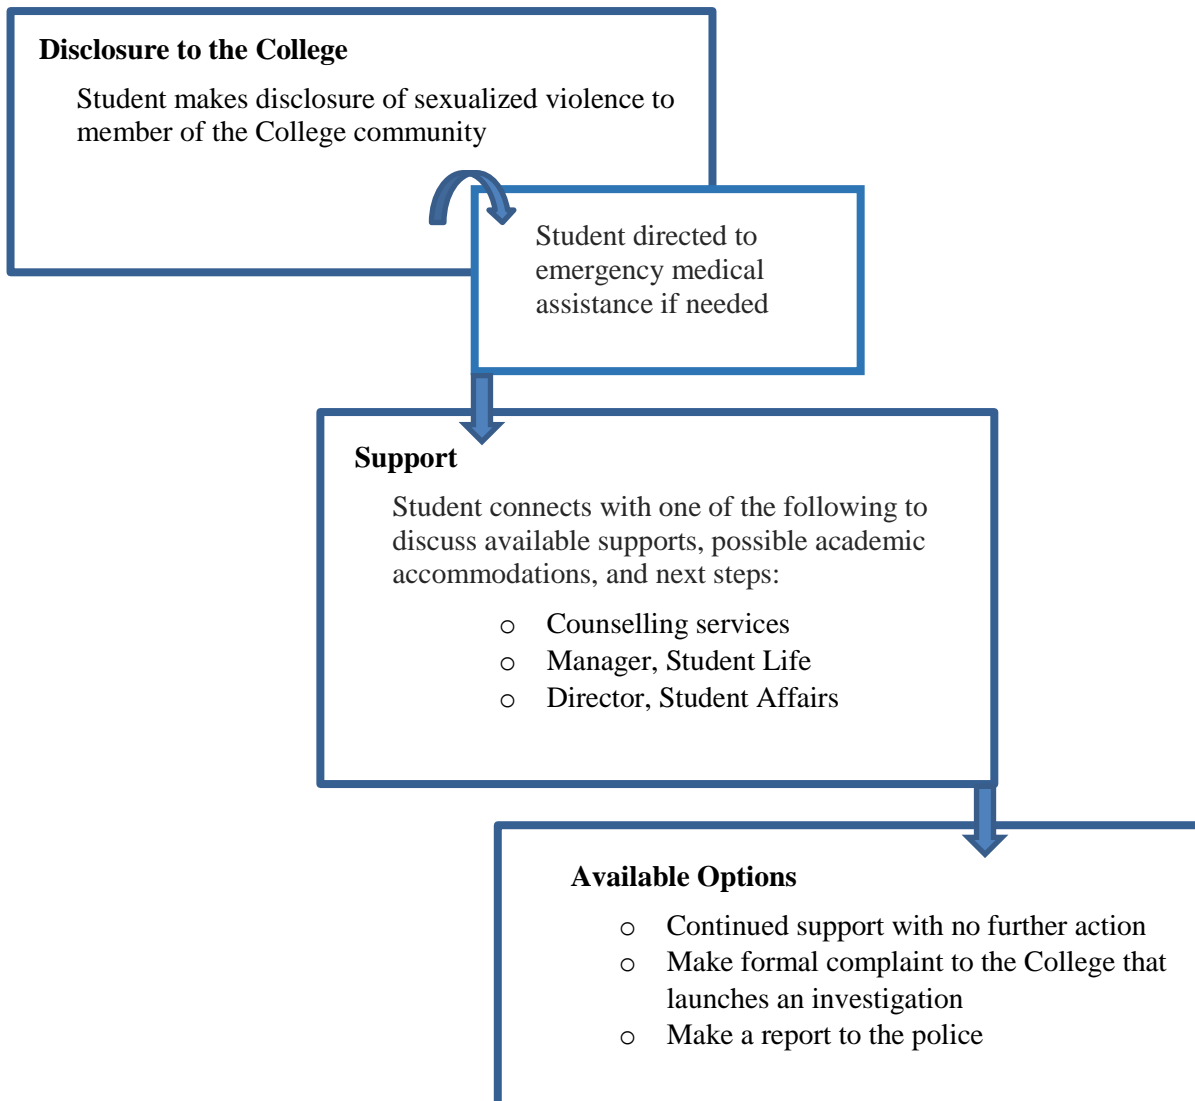 Disclosure to the College
Student makes disclosure of sexualized violence to
member of the College community
Student directed to
emergency medical
assistance if needed
Support
Student connects with one of the following to
discuss available supports, possible academic
accommodations, and next steps:
o Counselling services
o Manager, Student Life
o Director, Student Affairs
Available Options
o Continued support with no further action
o Make formal complaint to the College that
launches an investigation
o Make a report to the police